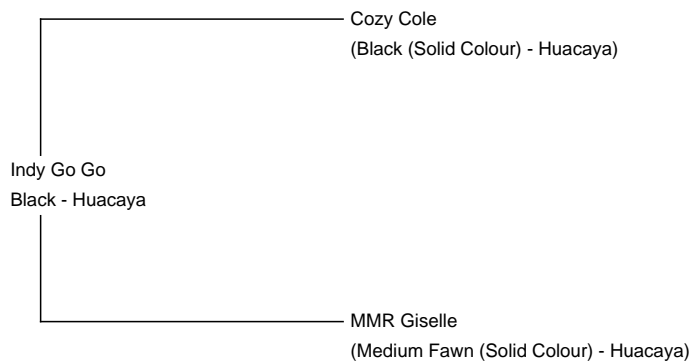 Cozy Cole
(Black (Solid Colour) - Huacaya)
Indy Go Go
Black - Huacaya
MMR Giselle
(Medium Fawn (Solid Colour) - Huacaya)